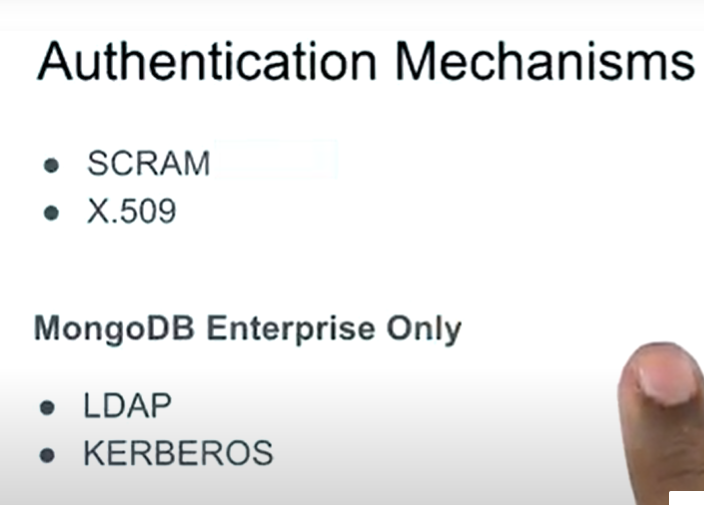 Authentication Mechanisms
● SCRAM
● X.509
MongoDB Enterprise Only
● LDAP
● KERBEROS